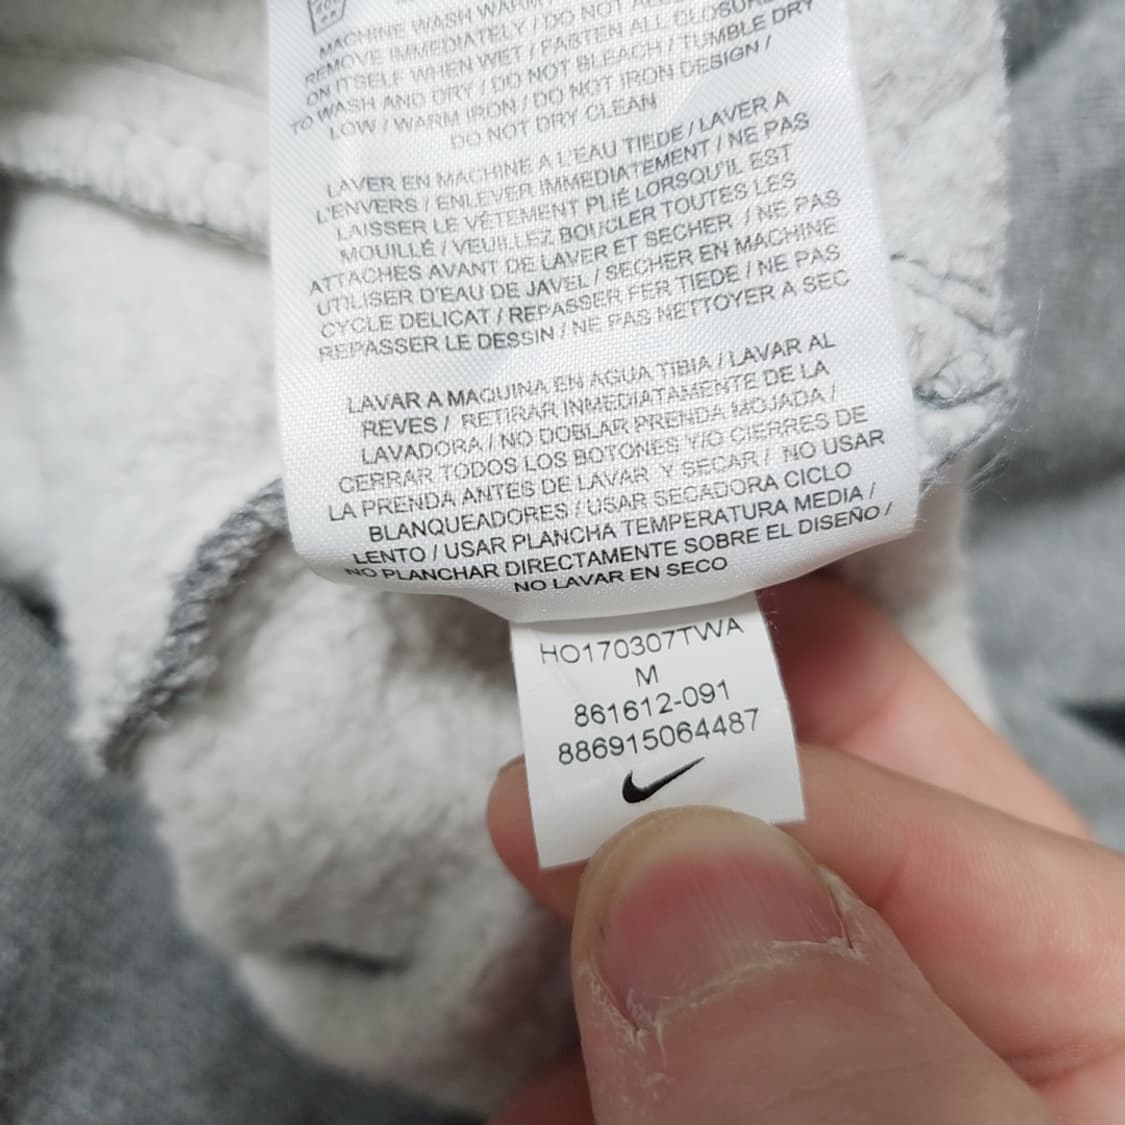 MACHINE WASH WARM
REMOVE IMMEDIATELY / DO NOT
ON ITSELF WHEN WET / FASTEN ALL CLOSURES
TO WASH AND DRY / DO NOT BLEACH / TUMBLE DRY
LOW / WARM IRON / DO NOT IRON DESIGN /
DO NOT DRY CLEAN
LAVER EN MACHINE A L'EAU TIEDE / LAVER A
L'ENVERS / ENLEVER IMMEDIATEMENT / NE PAS
LAISSER LE VÊTEMENT PLIÉ LORSQU'IL EST
MOUILLÉ / VEUILLEZ BOUCLER TOUTES LES
ATTACHES AVANT DE LAVER ET SECHER / NE PAS
UTILISER D'EAU DE JAVEL / SECHER EN MACHINE
CYCLE DELICAT / REPASSER FER TIEDE / NE PAS
REPASSER LE DESSIN / NE PAS NETTOYER A SEC
LAVAR A MAQUINA EN AGUA TIBIA / LAVAR AL
REVES / RETIRAR INMEDIATAMENTE DE LA
LAVADORA / NO DOBLAR PRENDA MOJADA /
CERRAR TODOS LOS BOTONES Y/O CIERRES DE
LA PRENDA ANTES DE LAVAR Y SECAR / NO USAR
BLANQUEADORES / USAR SECADORA CICLO
LENTO / USAR PLANCHA TEMPERATURA MEDIA /
NO PLANCHAR DIRECTAMENTE SOBRE EL DISEÑO /
NO LAVAR EN SECO
HO170307TWA
M
861612-091
886915064487